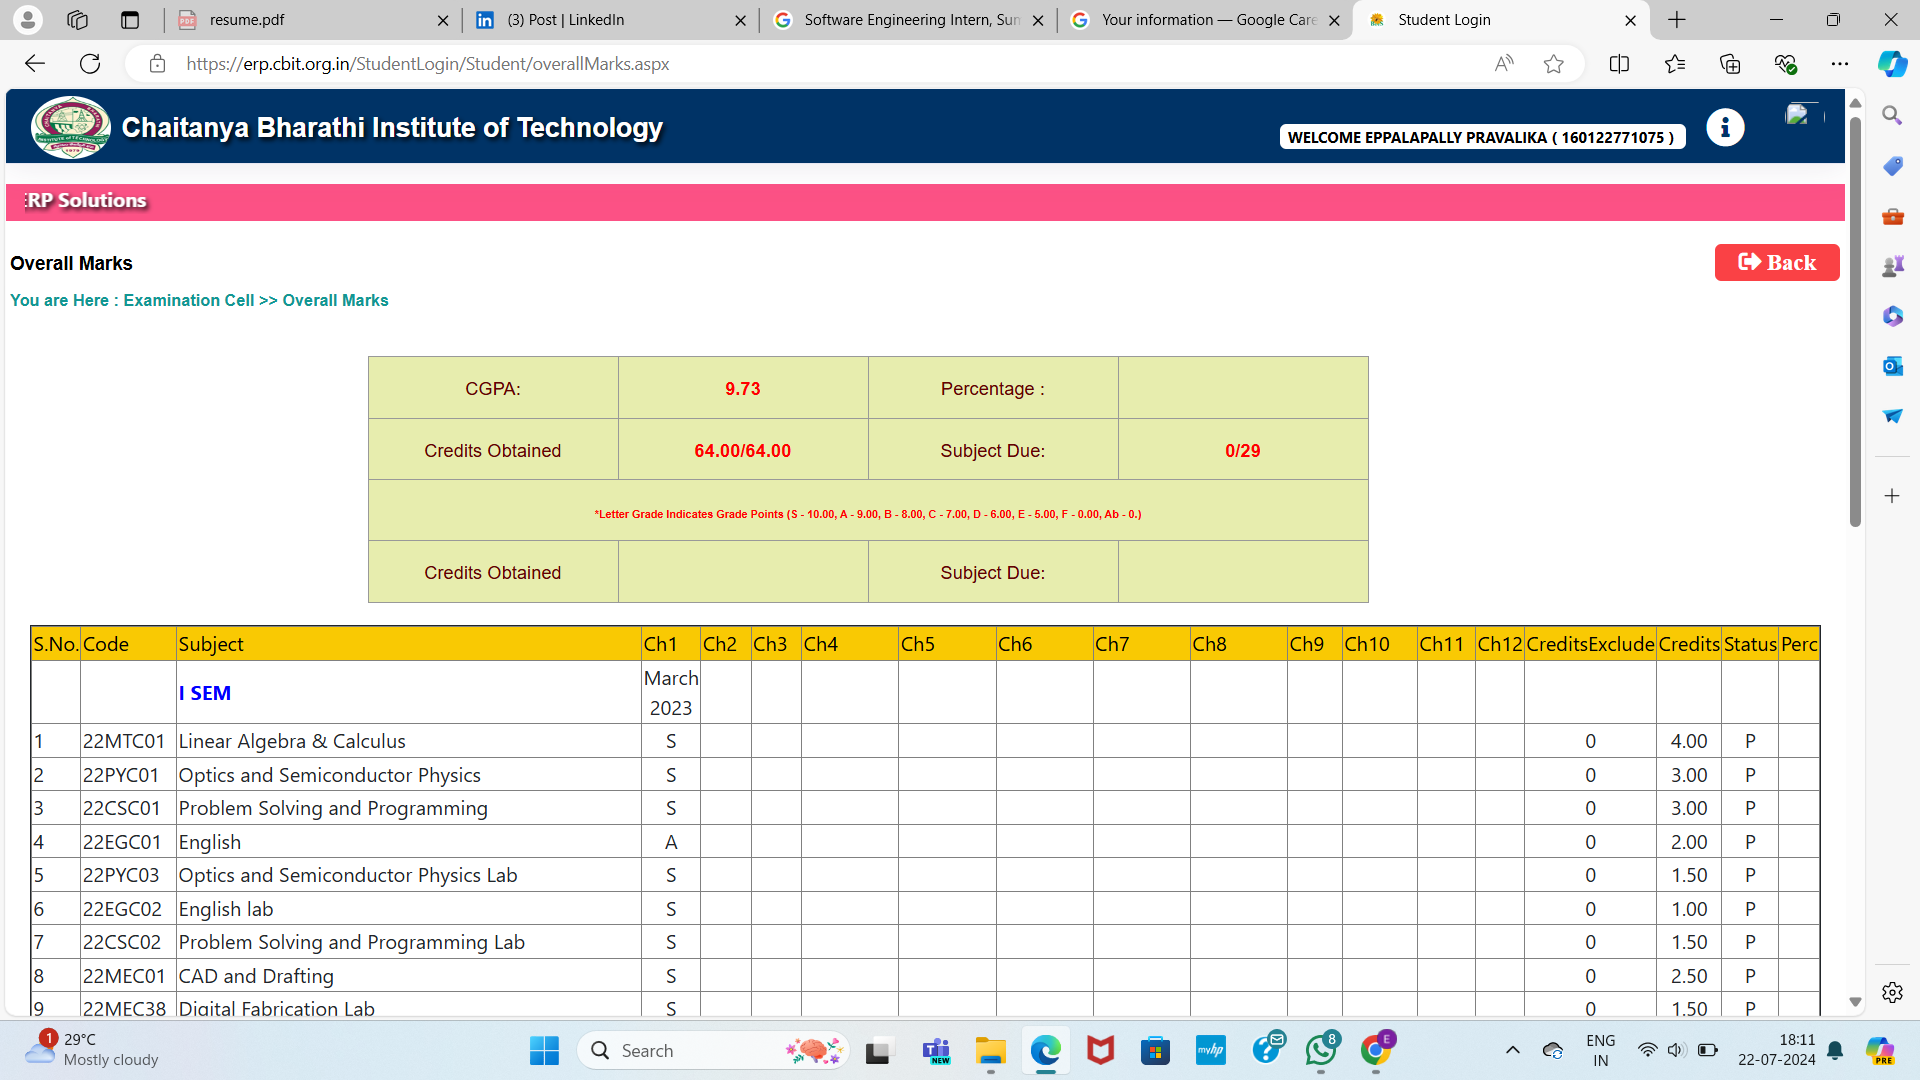 resume.pdf
(3) Post | LinkedIn
Software Engineering Intern, Sun
Your information — Google Care
Student Login
https://erp.cbit.org.in/StudentLogin/Student/overallMarks.aspx
Chaitanya Bharathi Institute of Technology
WELCOME EPPALAPALLY PRAVALIKA ( 160122771075 )
RP Solutions
Overall Marks
Back
You are Here : Examination Cell >> Overall Marks
CGPA: 9.73 Percentage :
Credits Obtained 64.00/64.00 Subject Due: 0/29
*Letter Grade Indicates Grade Points (S - 10.00, A - 9.00, B - 8.00, C - 7.00, D - 6.00, E - 5.00, F - 0.00, Ab - 0.)
Credits Obtained Subject Due:
S.No. Code Subject Ch1 Ch2 Ch3 Ch4 Ch5 Ch6 Ch7 Ch8 Ch9 Ch10 Ch11 Ch12 CreditsExclude Credits Status Perc
I SEM March 2023
1 22MTC01 Linear Algebra & Calculus S 0 4.00 P
2 22PYC01 Optics and Semiconductor Physics S 0 3.00 P
3 22CSC01 Problem Solving and Programming S 0 3.00 P
4 22EGC01 English A 0 2.00 P
5 22PYC03 Optics and Semiconductor Physics Lab S 0 1.50 P
6 22EGC02 English lab S 0 1.00 P
7 22CSC02 Problem Solving and Programming Lab S 0 1.50 P
8 22MEC01 CAD and Drafting S 0 2.50 P
9 22MEC38 Digital Fabrication Lab S 0 1.50 P
1
29°C
Mostly cloudy
Search
NEW
myhp
8
E
ENG
IN
18:11
22-07-2024
PRE